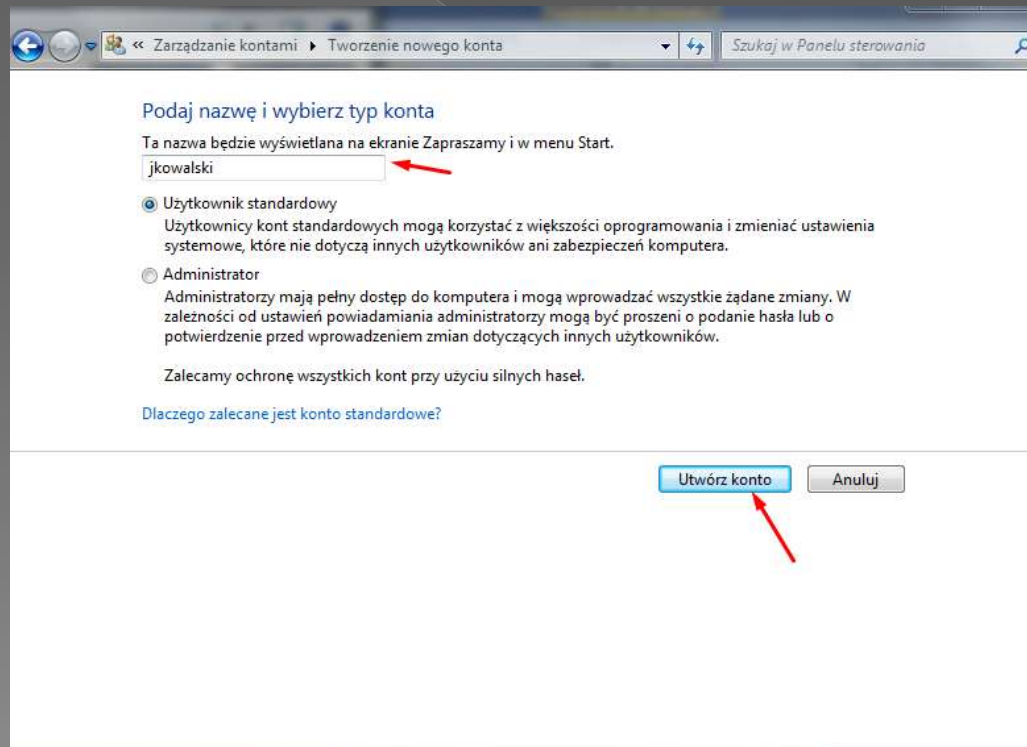 « Zarządzanie kontami ▸ Tworzenie nowego konta
Szukaj w Panelu sterowania
Podaj nazwę i wybierz typ konta
Ta nazwa będzie wyświetlana na ekranie Zapraszamy i w menu Start.
jkowalski
Użytkownik standardowy
Użytkownicy kont standardowych mogą korzystać z większości oprogramowania i zmieniać ustawienia
systemowe, które nie dotyczą innych użytkowników ani zabezpieczeń komputera.
Administrator
Administratorzy mają pełny dostęp do komputera i mogą wprowadzać wszystkie żądane zmiany. W
zależności od ustawień powiadamiania administratorzy mogą być proszeni o podanie hasła lub o
potwierdzenie przed wprowadzeniem zmian dotyczących innych użytkowników.
Zalecamy ochronę wszystkich kont przy użyciu silnych haseł.
Dlaczego zalecane jest konto standardowe?
Utwórz konto
Anuluj